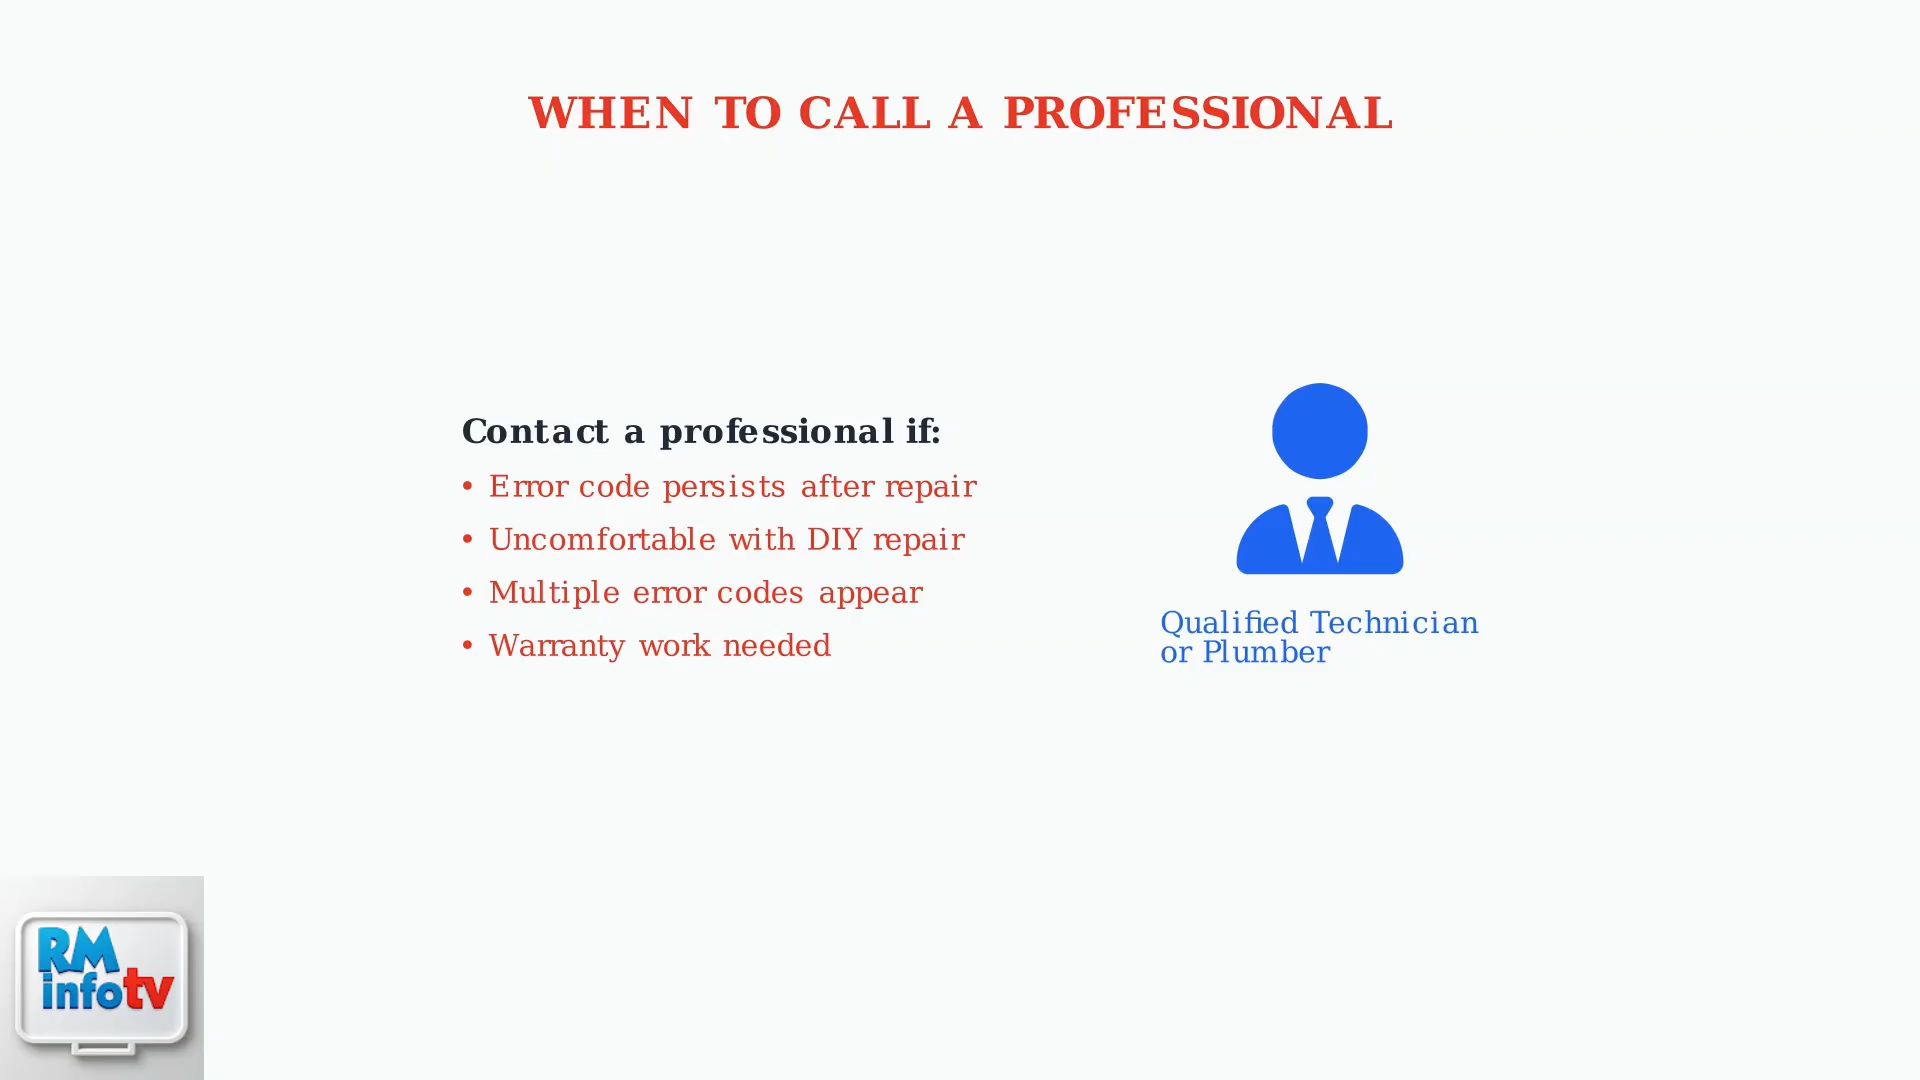 WHEN TO CALL A PROFESSIONAL
Contact a professional if:
• Error code persists after repair
• Uncomfortable with DIY repair
• Multiple error codes appear
• Warranty work needed
Qualified Technician
or Plumber
RM
infotv